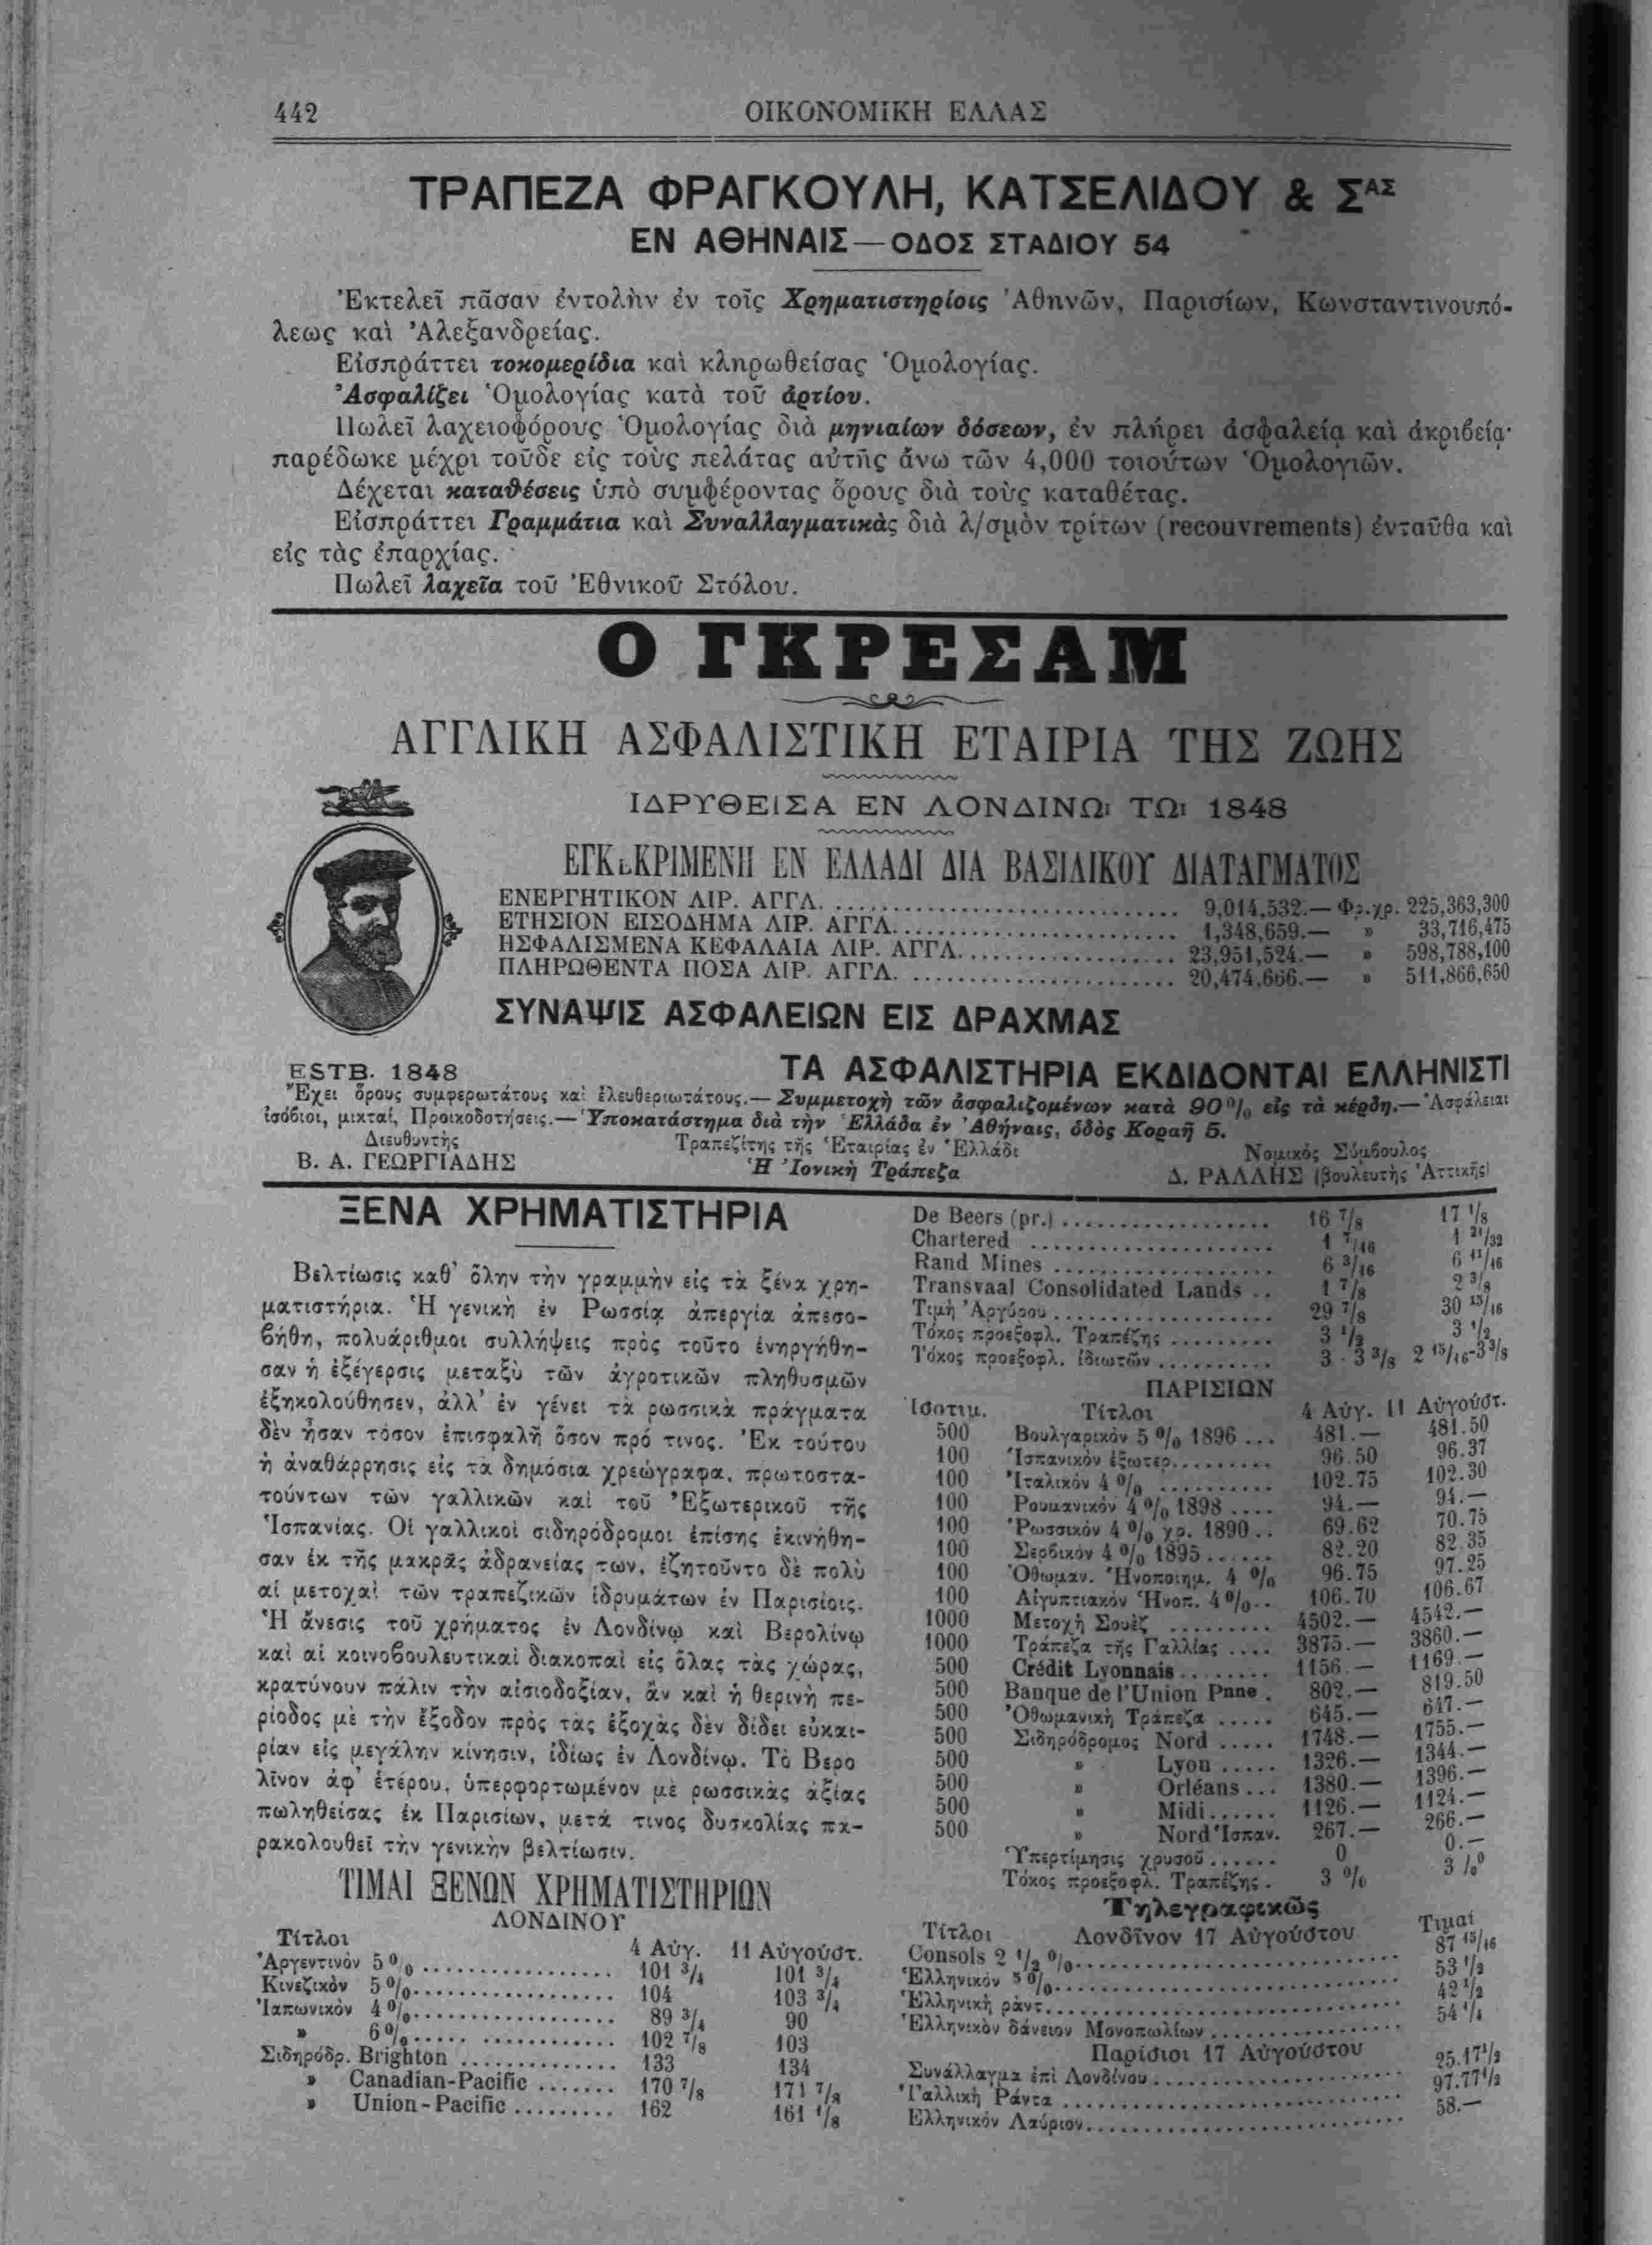 442
ΟΙΚΟΝΟΜΙΚΗ ΕΛΛΑΣ
ΤΡΑΠΕΖΑ ΦΡΑΓΚΟΥΛΗ, ΚΑΤΣΕΛΙΔΟΥ & ΣΑΣ
ΕΝ ΑΘΗΝΑΙΣ—ΟΔΟΣ ΣΤΑΔΙΟΥ 54
Ἐκτελεῖ πᾶσαν ἐντολὴν ἐν τοῖς Χρηματιστηρίοις Ἀθηνῶν, Παρισίων, Κωνσταντινουπό-
λεως καὶ Ἀλεξανδρείας.
Εἰσπράττει τοκομερίδια καὶ κληρωθείσας Ὁμολογίας.
Ἀσφαλίζει Ὁμολογίας κατὰ τοῦ ἀρτίου.
Πωλεῖ λαχειοφόρους Ὁμολογίας διὰ μηνιαίων δόσεων, ἐν πλήρει ἀσφαλείᾳ καὶ ἀκριβείᾳ·
παρέδωκε μέχρι τοῦδε εἰς τοὺς πελάτας αὐτῆς ἄνω τῶν 4,000 τοιούτων Ὁμολογιῶν.
Δέχεται καταθέσεις ὑπὸ συμφέροντας ὅρους διὰ τοὺς καταθέτας.
Εἰσπράττει Γραμμάτια καὶ Συναλλαγματικὰς διὰ λ/σμὸν τρίτων (recouvrements) ἐνταῦθα καὶ
εἰς τὰς ἐπαρχίας.
Πωλεῖ λαχεῖα τοῦ Ἐθνικοῦ Στόλου.
Ο ΓΚΡΕΣΑΜ
ΑΓΓΛΙΚΗ ΑΣΦΑΛΙΣΤΙΚΗ ΕΤΑΙΡΙΑ ΤΗΣ ΖΩΗΣ
ΙΔΡΥΘΕΙΣΑ ΕΝ ΛΟΝΔΙΝΩι ΤΩι 1848
ΕΓΚΕΚΡΙΜΕΝΗ ΕΝ ΕΛΛΑΔΙ ΔΙΑ ΒΑΣΙΛΙΚΟΥ ΔΙΑΤΑΓΜΑΤΟΣ
ΕΝΕΡΓΗΤΙΚΟΝ ΛΙΡ. ΑΓΓΛ. ........ 9,014,532.— Φρ.χρ. 225,363,300
ΕΤΗΣΙΟΝ ΕΙΣΟΔΗΜΑ ΛΙΡ. ΑΓΓΛ. ........ 1,348,659.— » 33,716,475
ΗΣΦΑΛΙΣΜΕΝΑ ΚΕΦΑΛΑΙΑ ΛΙΡ. ΑΓΓΛ. ........ 23,951,524.— » 598,788,100
ΠΛΗΡΩΘΕΝΤΑ ΠΟΣΑ ΛΙΡ. ΑΓΓΛ. ........ 20,474,666.— » 511,866,650
ΣΥΝΑΨΙΣ ΑΣΦΑΛΕΙΩΝ ΕΙΣ ΔΡΑΧΜΑΣ
ESTB. 1848
ΤΑ ΑΣΦΑΛΙΣΤΗΡΙΑ ΕΚΔΙΔΟΝΤΑΙ ΕΛΛΗΝΙΣΤΙ
Ἔχει ὅρους συμφερωτάτους καὶ ἐλευθεριωτάτους.— Συμμετοχὴ τῶν ἀσφαλιζομένων κατὰ 90% εἰς τὰ κέρδη.— Ἀσφάλειαι
ἰσόβιοι, μικταί, Προικοδοτήσεις.— Ὑποκατάστημα διὰ τὴν Ἑλλάδα ἐν Ἀθήναις, ὁδὸς Κοραῆ 5.
Διευθυντὴς
Β. Α. ΓΕΩΡΓΙΑΔΗΣ
Τραπεζίτης τῆς Ἑταιρίας ἐν Ἑλλάδι
Ἡ Ἰονικὴ Τράπεζα
Νομικὸς Σύμβουλος
Δ. ΡΑΛΛΗΣ (βουλευτὴς Ἀττικῆς)
ΞΕΝΑ ΧΡΗΜΑΤΙΣΤΗΡΙΑ
Βελτίωσις καθ' ὅλην τὴν γραμμὴν εἰς τὰ ξένα χρη-
ματιστήρια. Ἡ γενικὴ ἐν Ρωσσίᾳ ἀπεργία ἀπεσο-
βήθη, πολυάριθμοι συλλήψεις πρὸς τοῦτο ἐνηργήθη-
σαν ἡ ἐξέγερσις μεταξὺ τῶν ἀγροτικῶν πληθυσμῶν
ἐξηκολούθησεν, ἀλλ' ἐν γένει τὰ ρωσσικὰ πράγματα
δὲν ἦσαν τόσον ἐπισφαλῆ ὅσον πρό τινος. Ἐκ τούτου
ἡ ἀναθάρρησις εἰς τὰ δημόσια χρεώγραφα, πρωτοστα-
τούντων τῶν γαλλικῶν καὶ τοῦ Ἐξωτερικοῦ τῆς
Ἱσπανίας. Οἱ γαλλικοὶ σιδηρόδρομοι ἐπίσης ἐκινήθη-
σαν ἐκ τῆς μακρᾶς ἀδρανείας των, ἐζητοῦντο δὲ πολὺ
αἱ μετοχαὶ τῶν τραπεζικῶν ἱδρυμάτων ἐν Παρισίοις.
Ἡ ἄνεσις τοῦ χρήματος ἐν Λονδίνῳ καὶ Βερολίνῳ
καὶ αἱ κοινοβουλευτικαὶ διακοπαὶ εἰς ὅλας τὰς χώρας,
κρατύνουν πάλιν τὴν αἰσιοδοξίαν, ἂν καὶ ἡ θερινὴ πε-
ρίοδος μὲ τὴν ἔξοδον πρὸς τὰς ἐξοχὰς δὲν δίδει εὐκαι-
ρίαν εἰς μεγάλην κίνησιν, ἰδίως ἐν Λονδίνῳ. Τὸ Βερο
λῖνον ἀφ' ἑτέρου, ὑπερφορτωμένον μὲ ρωσσικὰς ἀξίας
πωληθείσας ἐκ Παρισίων, μετά τινος δυσκολίας πα-
ρακολουθεῖ τὴν γενικὴν βελτίωσιν.
ΤΙΜΑΙ ΞΕΝΩΝ ΧΡΗΜΑΤΙΣΤΗΡΙΩΝ
ΛΟΝΔΙΝΟΥ
Τίτλοι 4 Αὐγ. 11 Αὐγούστ.
Ἀργεντινὸν 5% ........ 101 3/4 101 3/4
Κινεζικὸν 5% ........ 104 103 3/4
Ἰαπωνικὸν 4% ........ 89 3/4 90
» 6% ........ 102 7/8 103
Σιδηρόδρ. Brighton ........ 133 134
» Canadian-Pacific ........ 170 7/8 171 7/8
» Union-Pacific ........ 162 161 1/8
De Beers (pr.) ........ 16 7/8 17 1/8
Chartered ........ 1 7/16 1 21/32
Rand Mines ........ 6 3/16 6 11/16
Transvaal Consolidated Lands .. 1 7/8 2 3/8
Τιμὴ Ἀργύρου ........ 29 7/8 30 15/16
Τόκος προεξοφλ. Τραπέζης ........ 3 1/2 3 1/2
Τόκος προεξοφλ. ἰδιωτῶν ........ 3 - 3 3/8 2 15/16-3 3/8
ΠΑΡΙΣΙΩΝ
Ἰσοτιμ. Τίτλοι 4 Αὐγ. 11 Αὐγούστ.
500 Βουλγαρικὸν 5% 1896 ... 481.— 481.50
100 Ἱσπανικὸν ἐξωτερ. ........ 96.50 96.37
100 Ἰταλικὸν 4% ........ 102.75 102.30
100 Ρουμανικὸν 4% 1898 .... 94.— 94.—
100 Ρωσσικὸν 4% χρ. 1890 .. 69.62 70.75
100 Σερβικὸν 4% 1895 ...... 82.20 82.35
100 Ὀθωμαν. Ἡνοποιημ. 4% 96.75 97.25
100 Αἰγυπτιακὸν Ἡνοπ. 4% .. 106.70 106.67
1000 Μετοχὴ Σουὲζ ........ 4502.— 4542.—
1000 Τράπεζα τῆς Γαλλίας .... 3875.— 3860.—
500 Crédit Lyonnais ........ 1156.— 1169.—
500 Banque de l'Union Pnne . 802.— 819.50
500 Ὀθωμανικὴ Τράπεζα ..... 645.— 647.—
500 Σιδηρόδρομος Nord ..... 1748.— 1755.—
500 » Lyon ..... 1326.— 1344.—
500 » Orléans ... 1380.— 1396.—
500 » Midi ...... 1126.— 1124.—
500 » Nord Ἱσπαν. 267.— 266.—
Ὑπερτίμησις χρυσοῦ ...... 0 0.—
Τόκος προεξοφλ. Τραπέζης . 3 % 3 %
Τηλεγραφικῶς
Τίτλοι Λονδῖνον 17 Αὐγούστου Τιμαί
Consols 2 1/2 % ........ 87 15/16
Ἑλληνικὸν 5% ........ 53 1/2
Ἑλληνικὴ ράντ. ........ 42 1/2
Ἑλληνικὸν δάνειον Μονοπωλίων ........ 54 1/4
Παρίσιοι 17 Αὐγούστου
Συνάλλαγμα ἐπὶ Λονδίνου ........ 25.17 1/2
Γαλλικὴ Ράντα ........ 97.77 1/2
Ἑλληνικὸν Λαύριον ........ 58.—